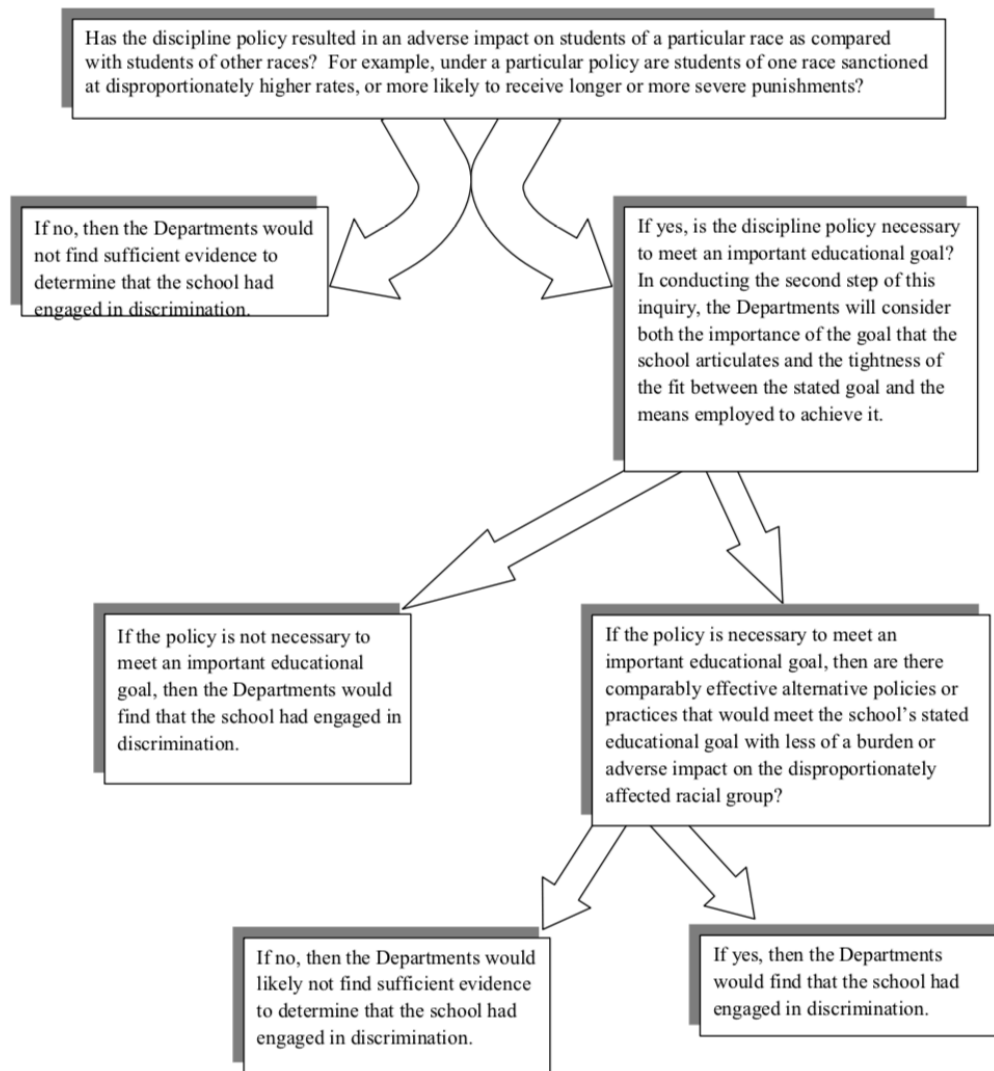 Has the discipline policy resulted in an adverse impact on students of a particular race as compared
with students of other races?  For example, under a particular policy are students of one race sanctioned
at disproportionately higher rates, or more likely to receive longer or more severe punishments?
If no, then the Departments would
not find sufficient evidence to
determine that the school had
engaged in discrimination.
If yes, is the discipline policy necessary
to meet an important educational goal?
In conducting the second step of this
inquiry, the Departments will consider
both the importance of the goal that the
school articulates and the tightness of
the fit between the stated goal and the
means employed to achieve it.
If the policy is not necessary to
meet an important educational
goal, then the Departments would
find that the school had engaged in
discrimination.
If the policy is necessary to meet an
important educational goal, then are there
comparably effective alternative policies or
practices that would meet the school’s stated
educational goal with less of a burden or
adverse impact on the disproportionately
affected racial group?
If no, then the Departments would
likely not find sufficient evidence
to determine that the school had
engaged in discrimination.
If yes, then the Departments
would find that the school had
engaged in discrimination.